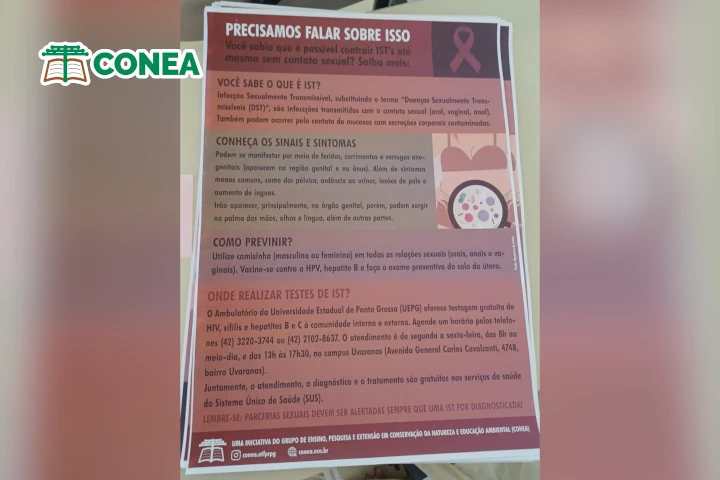 CONEA
PRECISAMOS FALAR SOBRE ISSO
Você sabia que é possível contrair IST's até
mesmo sem contato sexual? Saiba mais:
VOCÊ SABE O QUE É IST?
Infecção Sexualmente Transmissível, substituindo o termo "Doenças Sexualmente Trans-
missíveis (DST)", são infecções transmitidas com o contato sexual (oral, vaginal, anal).
Também podem ocorrer pelo contato de mucosas com secreções corporais contaminadas.
CONHEÇA OS SINAIS E SINTOMAS
Podem se manifestar por meio de feridas, corrimentos e verrugas ano-
genitais (aparecem na região genital e no ânus). Além de sintomas
menos comuns, como dor pélvica, ardência ao urinar, lesões de pele e
aumento de ínguas.
Irão aparecer, principalmente, no órgão genital, porém, podem surgir
na palma das mãos, olhos e língua, além de outras partes.
COMO PREVINIR?
Utilize camisinha (masculina ou feminina) em todas as relações sexuais (orais, anais e va-
ginais). Vacine-se contra o HPV, hepatite B e faça o exame preventivo do colo do útero.
ONDE REALIZAR TESTES DE IST?
O Ambulatório da Universidade Estadual de Ponta Grossa (UEPG) oferece testagem gratuita de
HIV, sífilis e hepatites B e C à comunidade interna e externa. Agende um horário pelos telefo-
nes (42) 3220-3744 ou (42) 2102-8637. O atendimento é de segunda a sexta-feira, das 8h ao
meio-dia, e das 13h às 17h30, no campus Uvaranas (Avenida General Carlos Cavalcanti, 4748,
bairro Uvaranas).
Juntamente, o atendimento, o diagnóstico e o tratamento são gratuitos nos serviços de saúde
do Sistema Único de Saúde (SUS).
LEMBRE-SE: PARCERIAS SEXUAIS DEVEM SER ALERTADAS SEMPRE QUE UMA IST FOR DIAGNOSTICADA!
UMA INICIATIVA DO GRUPO DE ENSINO, PESQUISA E EXTENSÃO EM CONSERVAÇÃO DA NATUREZA E EDUCAÇÃO AMBIENTAL (CONEA)
conea.utfprpg conea.eco.br